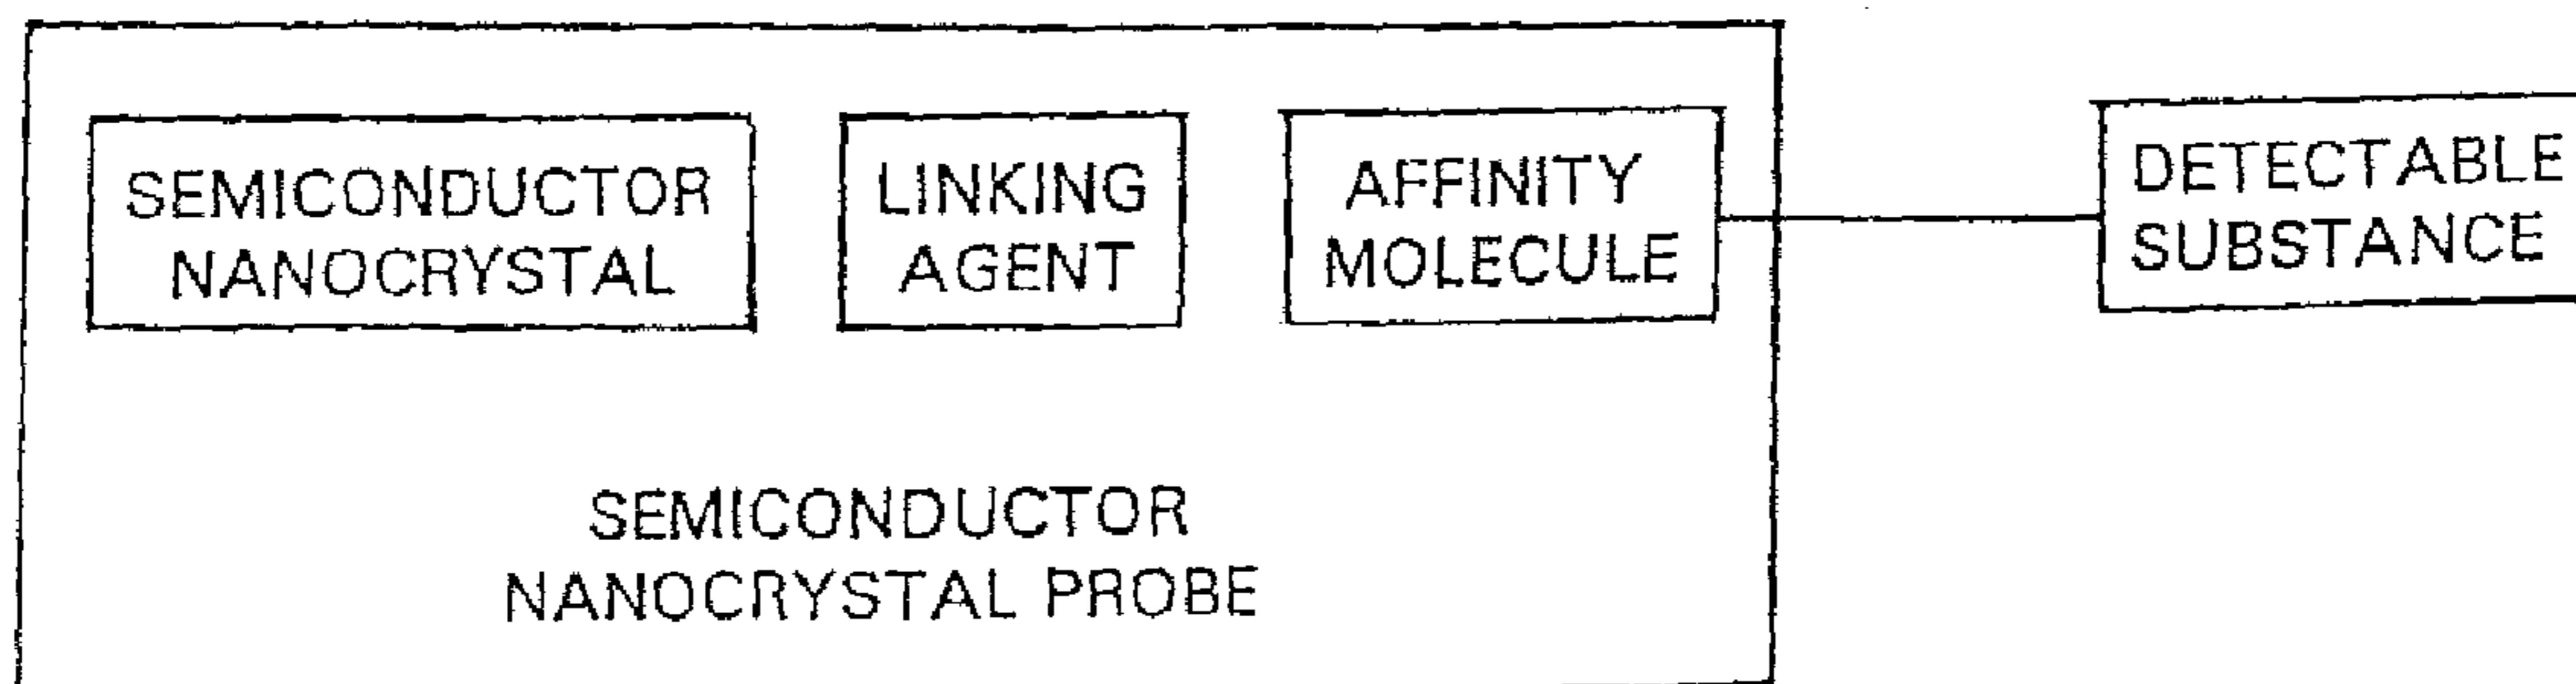 SEMICONDUCTOR
NANOCRYSTAL
LINKING
AGENT
AFFINITY
MOLECULE
DETECTABLE
SUBSTANCE
SEMICONDUCTOR
NANOCRYSTAL PROBE